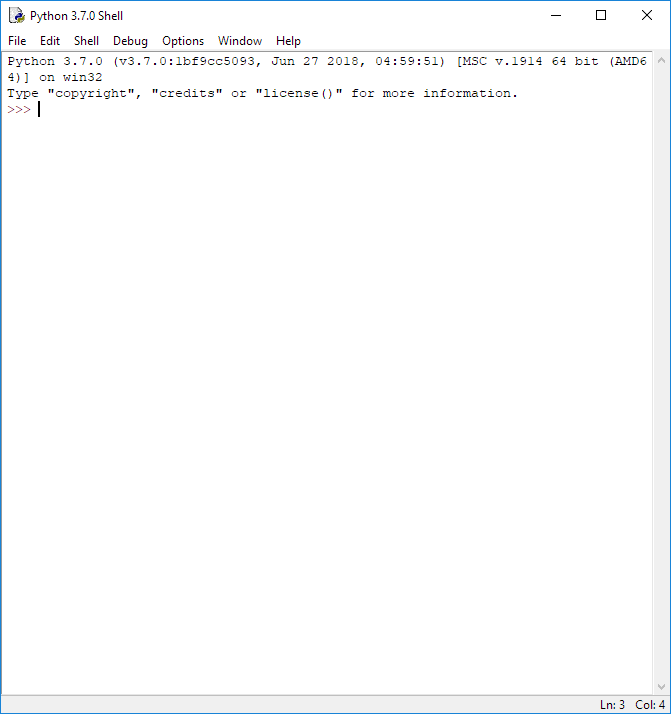 Python 3.7.0 Shell
File Edit Shell Debug Options Window Help
Python 3.7.0 (v3.7.0:1bf9cc5093, Jun 27 2018, 04:59:51) [MSC v.1914 64 bit (AMD6
4)] on win32
Type "copyright", "credits" or "license()" for more information.
>>>
Ln: 3 Col: 4